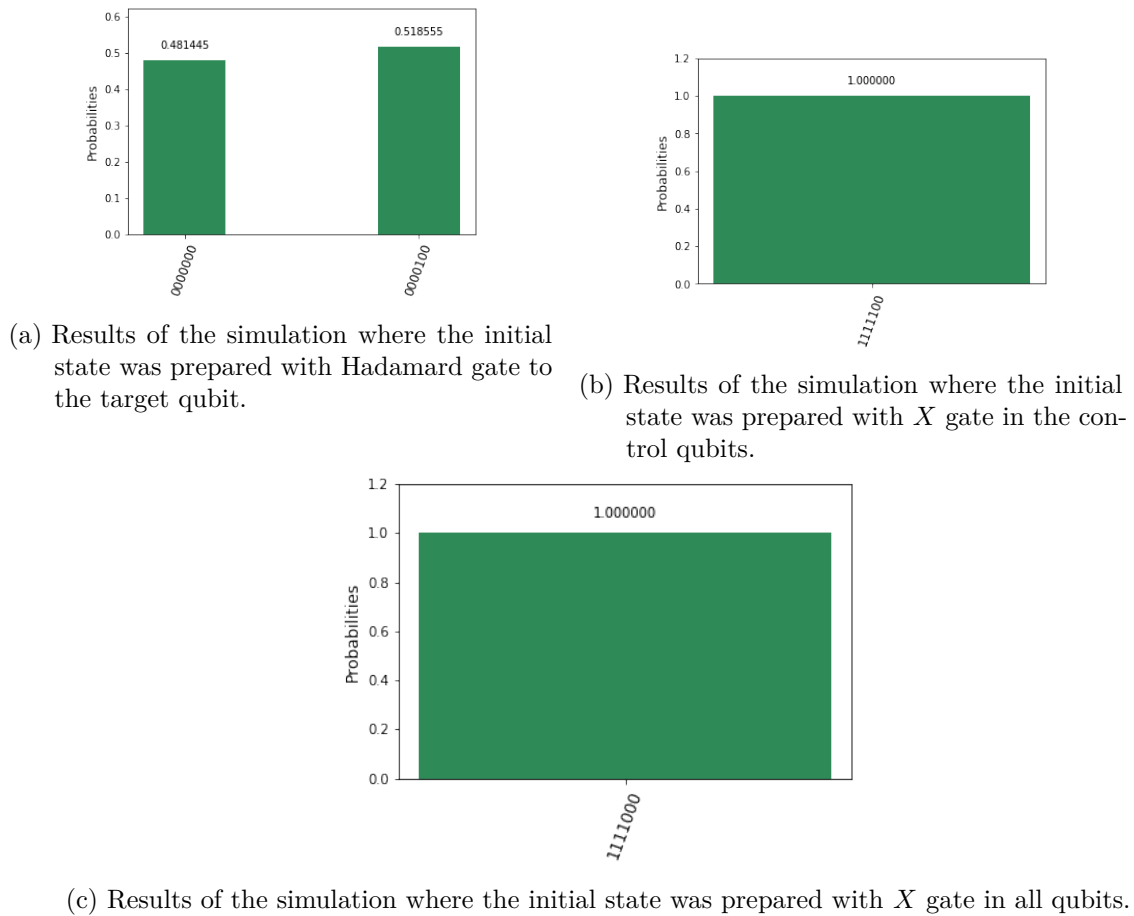 0.6
0.5
0.4
0.3
0.2
0.1
0.0
Probabilities
0.481445
0.518555
0000000
0000100
(a) Results of the simulation where the initial
state was prepared with Hadamard gate to
the target qubit.
1.2
1.0
0.8
0.6
0.4
0.2
0.0
Probabilities
1.000000
1111100
(b) Results of the simulation where the initial
state was prepared with X gate in the con-
trol qubits.
1.2
1.0
0.8
0.6
0.4
0.2
0.0
Probabilities
1.000000
1111000
(c) Results of the simulation where the initial state was prepared with X gate in all qubits.